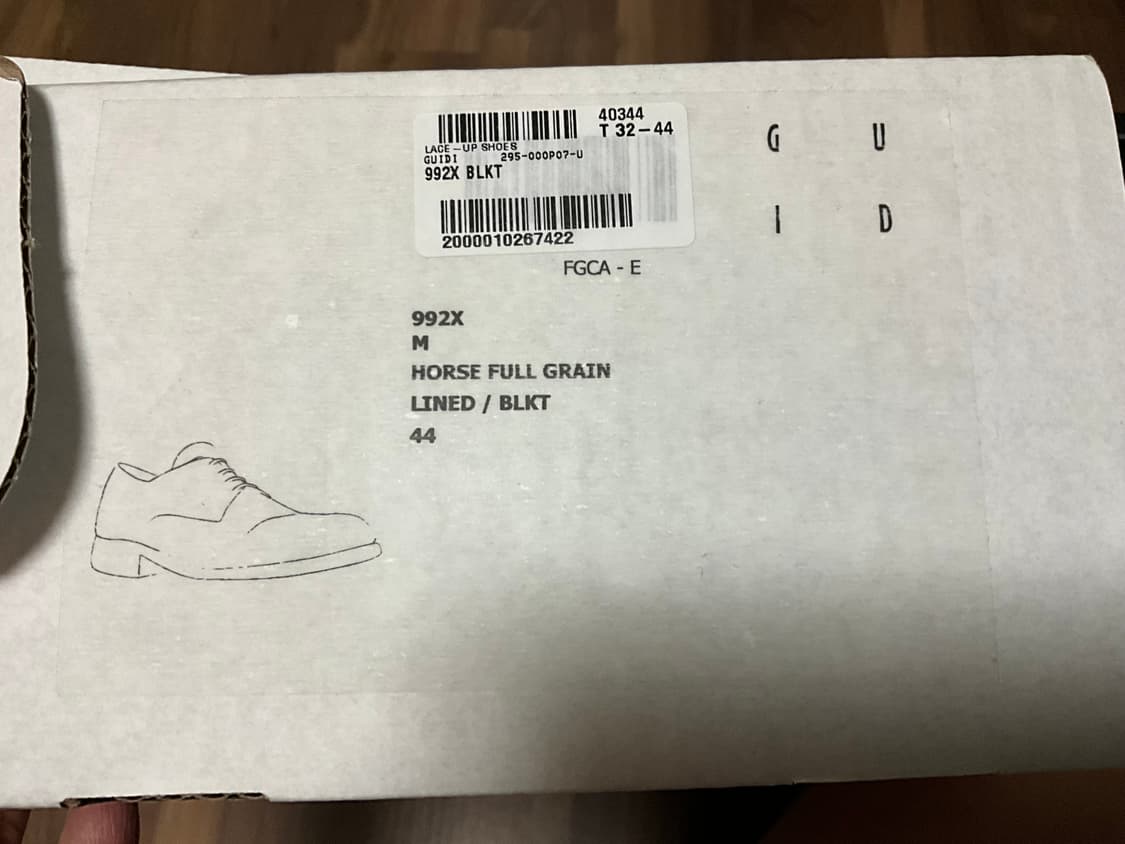 40344
T 32-44
LACE-UP SHOES
GUIDI 295-000P07-U
992X BLKT
2000010267422
G U
I D
FGCA - E
992X
M
HORSE FULL GRAIN
LINED / BLKT
44